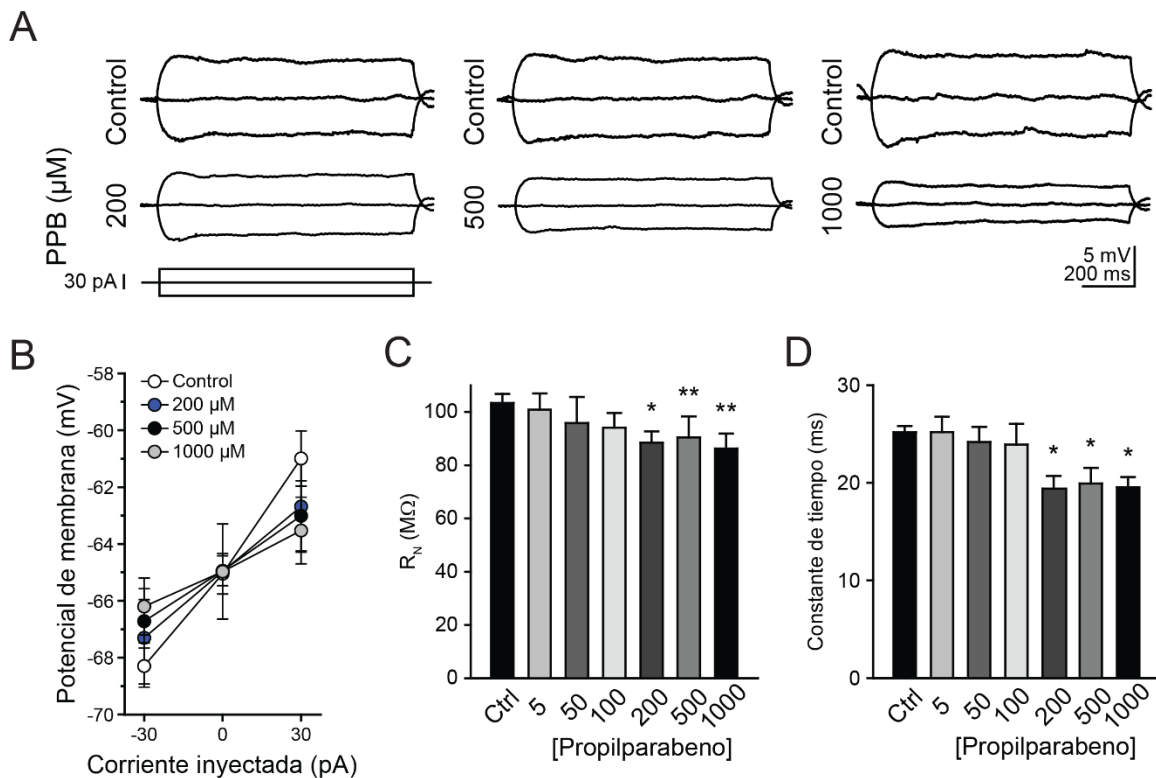 A
Control
Control
Control
PPB (µM)
200
500
1000
30 pA
5 mV
200 ms
B
Potencial de membrana (mV)
-58
-60
-62
-64
-66
-68
-70
Control
200 µM
500 µM
1000 µM
-30
0
30
Corriente inyectada (pA)
C
R_N (MΩ)
100
80
60
40
20
0
*
**
**
Ctrl
5
50
100
200
500
1000
[Propilparabeno]
D
Constante de tiempo (ms)
30
20
10
0
*
*
*
Ctrl
5
50
100
200
500
1000
[Propilparabeno]